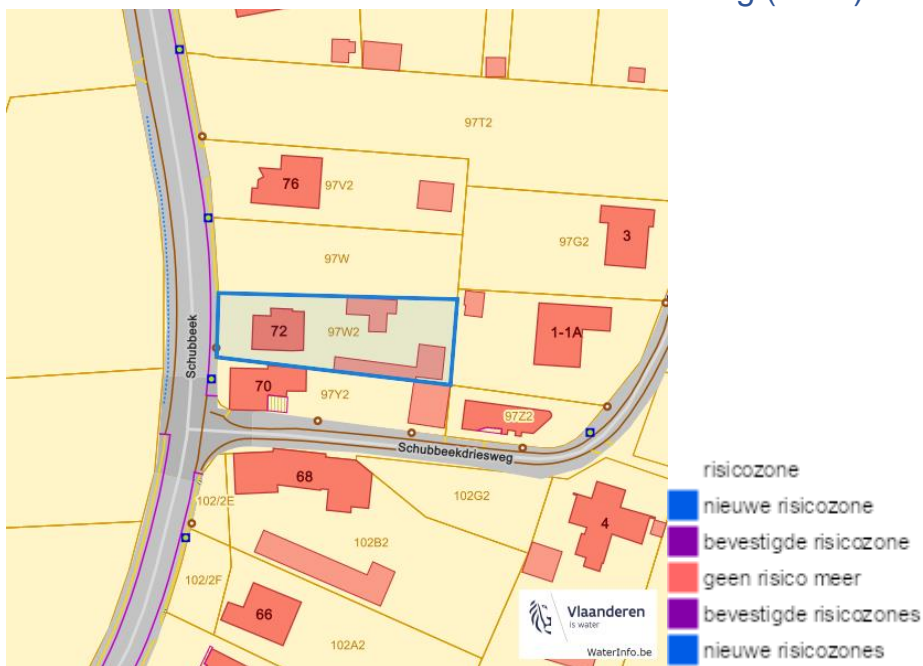 97T2
76
97V2
97G2
3
97W
Schubbeek
72
97W2
1-1A
70
97Y2
97Z2
Schubbeekdriesweg
68
102/2E
102G2
4
102B2
102/2F
66
102A2
Vlaanderen
is water
WaterInfo.be
risicozone
nieuwe risicozone
bevestigde risicozone
geen risico meer
bevestigde risicozones
nieuwe risicozones